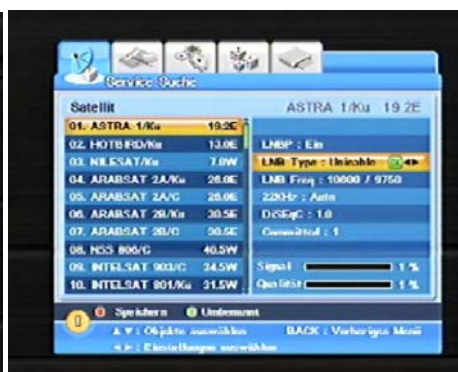 Service Suche
Satellit ASTRA 1/Ku 19.2E
01. ASTRA 1/Ku 19.2E
02. HOTBIRD/Ku 13.0E
03. NILESAT/Ku 7.0W
04. ARABSAT 2A/Ku 26.0E
05. ARABSAT 2A/C 26.0E
06. ARABSAT 2B/Ku 30.5E
07. ARABSAT 2B/C 30.5E
08. NSS 806/C 40.5W
09. INTELSAT 903/C 34.5W
10. INTELSAT 801/Ku 31.5W
LNBP : Ein
LNB Type :
LNB Freq : 10600 / 9750
22KHz : Auto
DiSEqC : 1.0
Committed : 1
Signal 1 %
Qualität 1 %
Speichern Umbenannt
▲▼ : Objekte auswählen BACK : Vorheriges Menü
◄► : Einstellungen auswählen